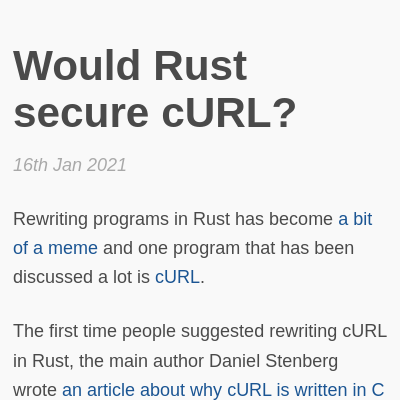 Would Rust
secure cURL?
16th Jan 2021
Rewriting programs in Rust has become a bit
of a meme and one program that has been
discussed a lot is cURL.
The first time people suggested rewriting cURL
in Rust, the main author Daniel Stenberg
wrote an article about why cURL is written in C